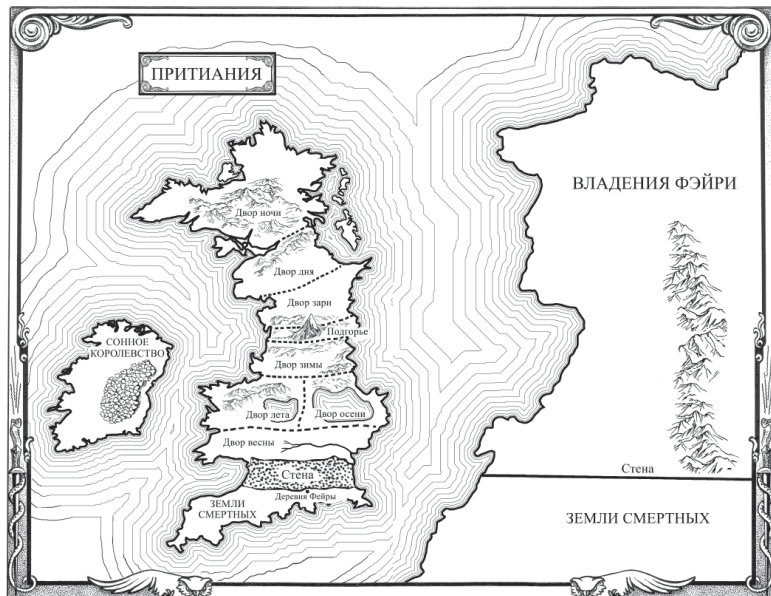 ПРИТИАНИЯ
ВЛАДЕНИЯ ФЭЙРИ
Двор ночи
Двор дня
Двор зари
Подгорье
СОННОЕ
КОРОЛЕВСТВО
Двор зимы
Двор лета
Двор осени
Двор весны
Стена
Стена
Деревня Фейры
ЗЕМЛИ
СМЕРТНЫХ
ЗЕМЛИ СМЕРТНЫХ